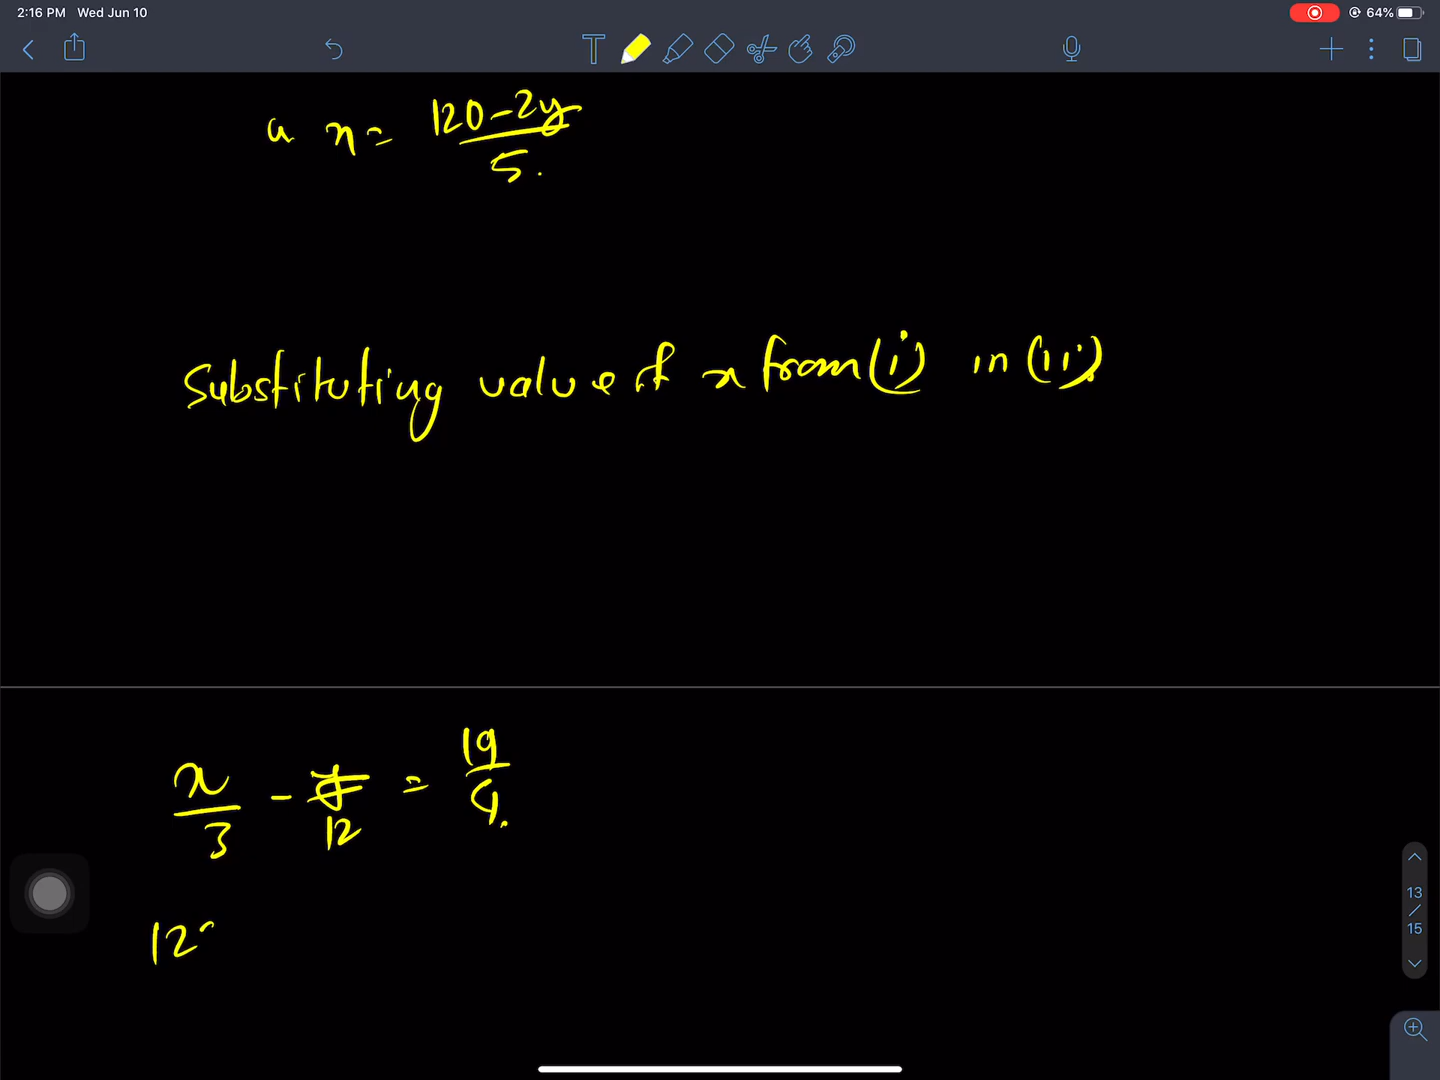 2:16 PM Wed Jun 10
64%
x = 120-2y/5.
Substituting value of x from (i) in (ii)
x/3 - y/12 = 19/4.
12
13
/
15